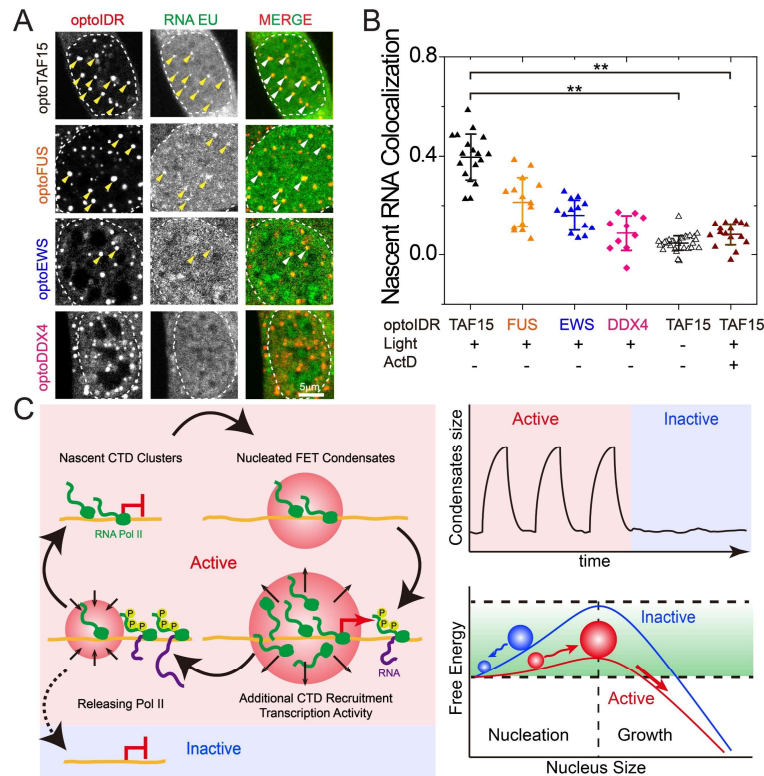 A
optoIDR RNA EU MERGE
optoTAF15
optoFUS
optoEWS
optoDDX4
5μm
B
Nascent RNA Colocalization
0.8
0.4
0.0
optoIDR TAF15 FUS EWS DDX4 TAF15 TAF15
Light + + + + - +
ActD - - - - - +
**
**
C
Nascent CTD Clusters
Nucleated FET Condensates
RNA Pol II
Active
P P P P P P P P
RNA
Releasing Pol II
Additional CTD Recruitment
Transcription Activity
Inactive
Condensates size
Active Inactive
time
Free Energy
Inactive
Active
Nucleation Growth
Nucleus Size